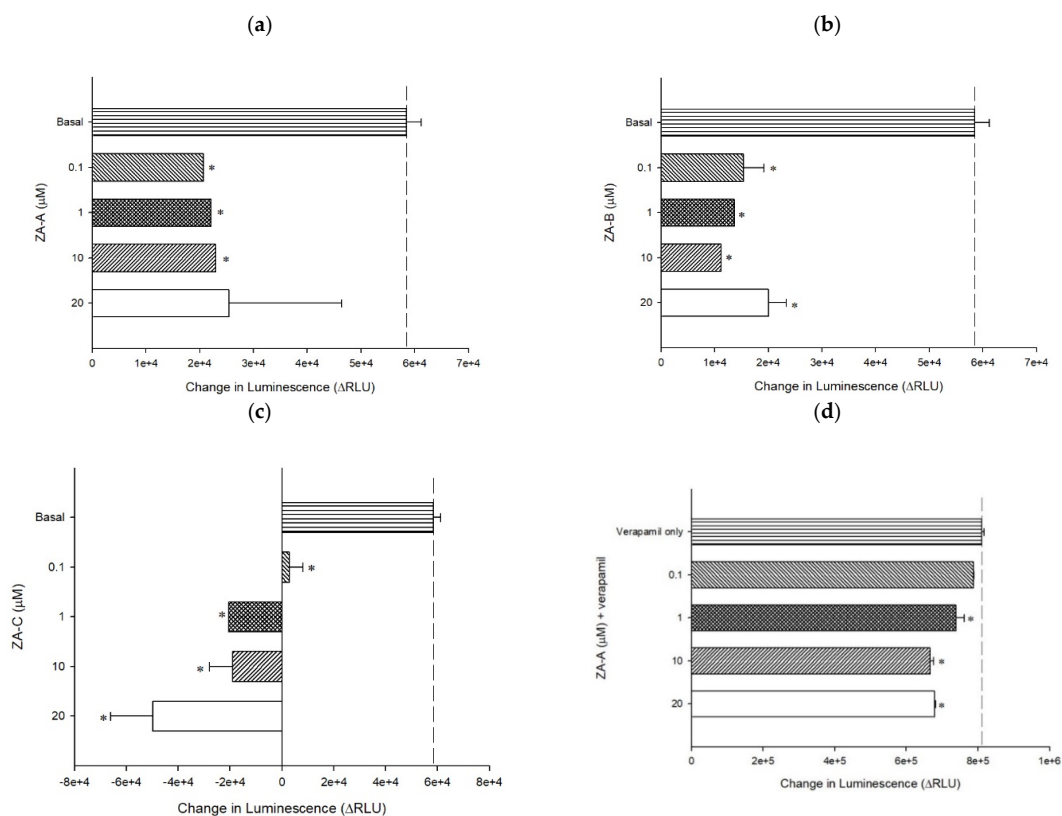 (a)
Basal
0.1
1
10
20
ZA-A (μM)
*
*
*
0 1e+4 2e+4 3e+4 4e+4 5e+4 6e+4 7e+4
Change in Luminescence (ΔRLU)
(b)
Basal
0.1
1
10
20
ZA-B (μM)
*
*
*
*
0 1e+4 2e+4 3e+4 4e+4 5e+4 6e+4 7e+4
Change in Luminescence (ΔRLU)
(c)
Basal
0.1
1
10
20
ZA-C (μM)
*
*
*
*
-8e+4 -6e+4 -4e+4 -2e+4 0 2e+4 4e+4 6e+4 8e+4
Change in Luminescence (ΔRLU)
(d)
Verapamil only
0.1
1
10
20
ZA-A (μM) + verapamil
*
*
*
0 2e+5 4e+5 6e+5 8e+5 1e+6
Change in Luminescence (ΔRLU)